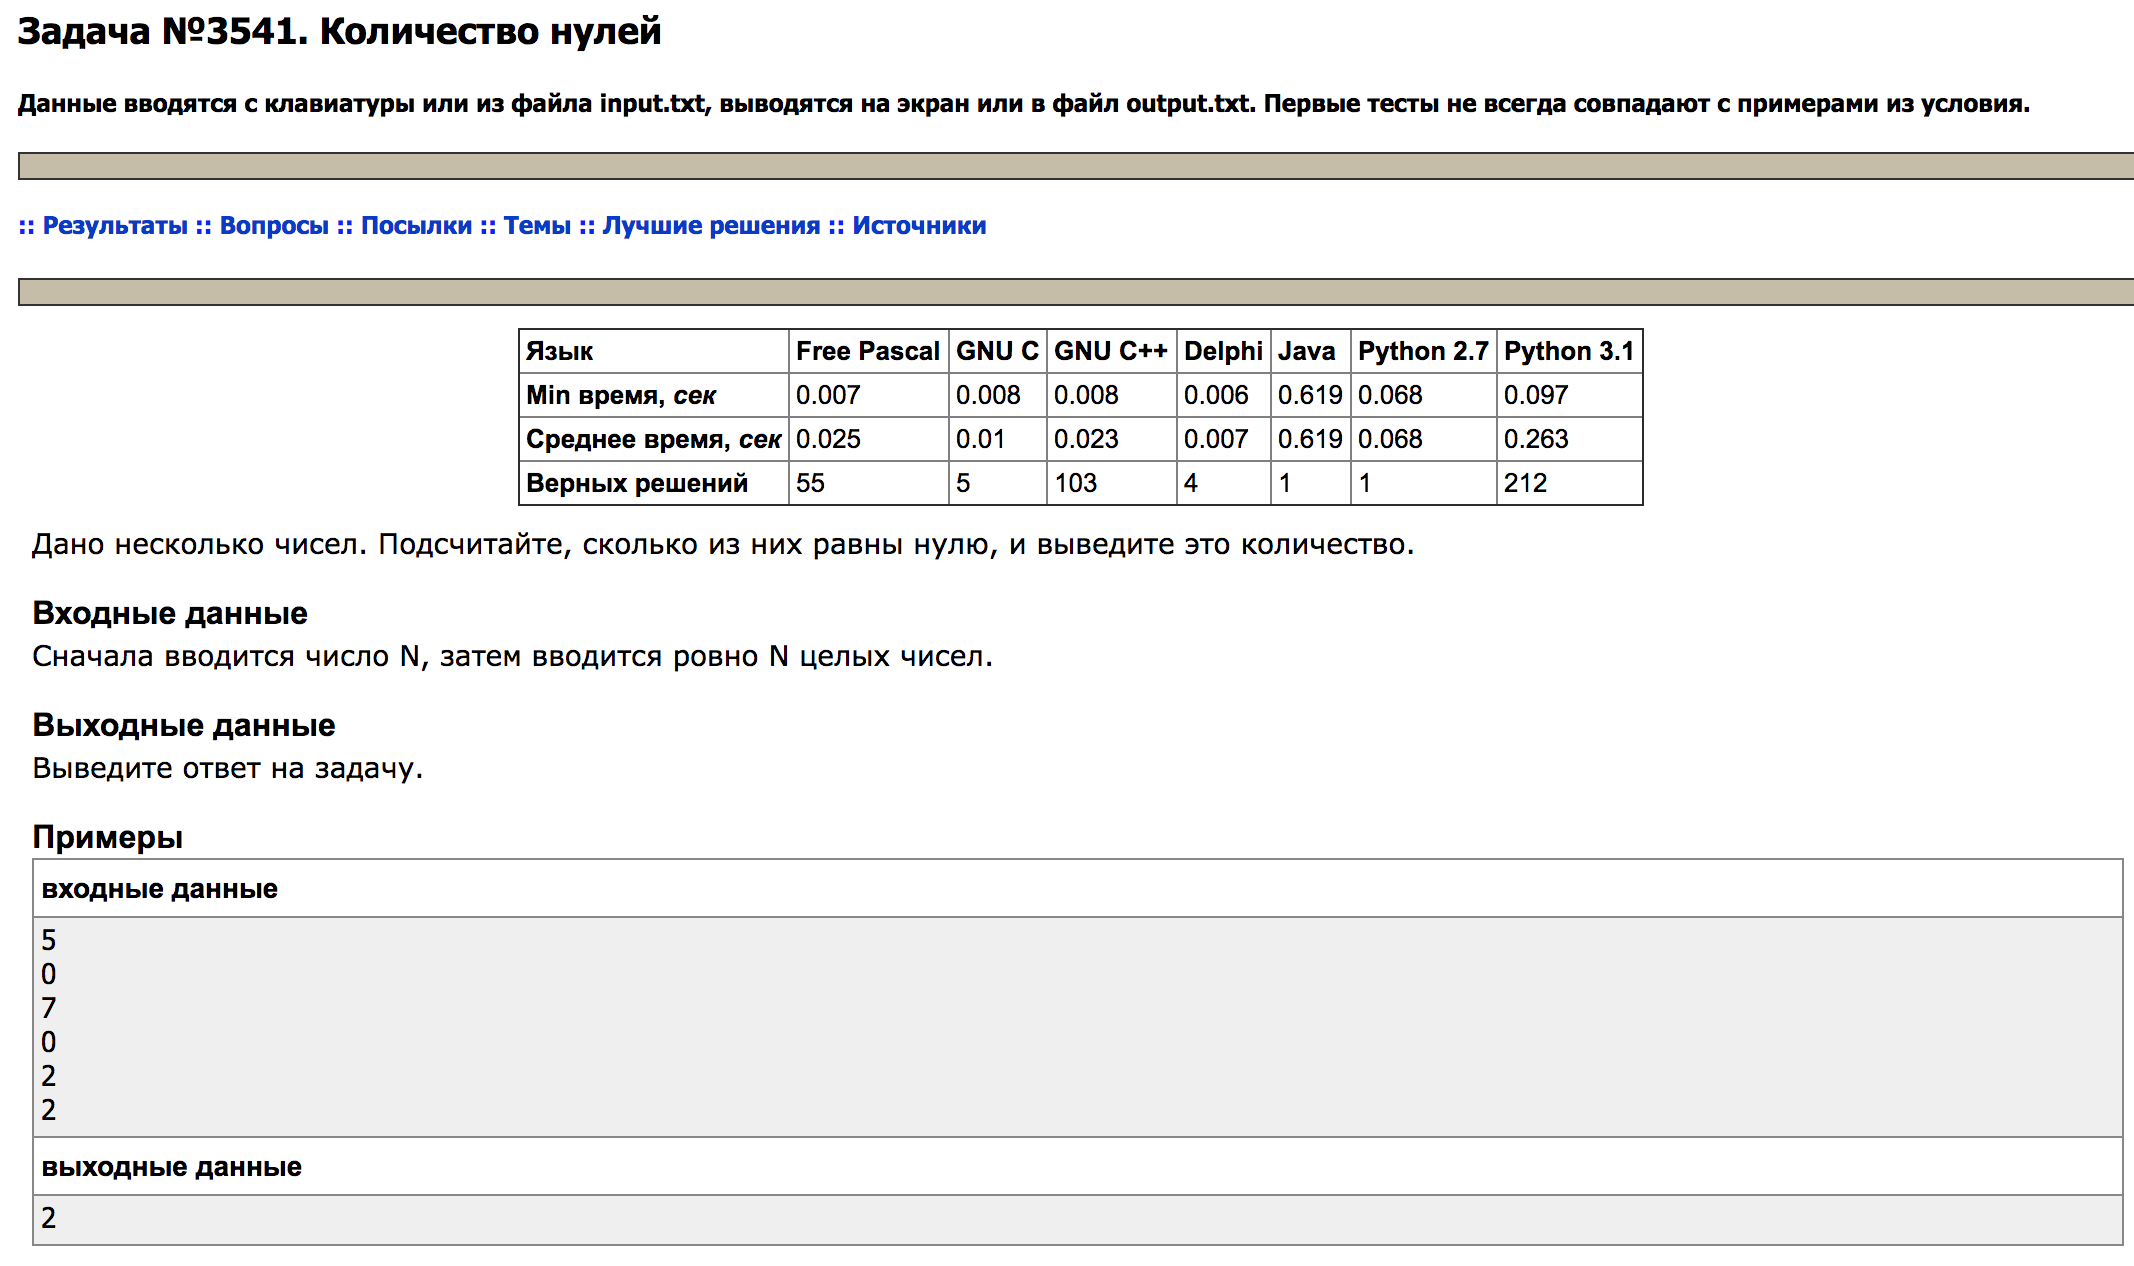 Задача №3541. Количество нулей
Данные вводятся с клавиатуры или из файла input.txt, выводятся на экран или в файл output.txt. Первые тесты не всегда совпадают с примерами из условия.
:: Результаты :: Вопросы :: Посылки :: Темы :: Лучшие решения :: Источники
Язык Free Pascal GNU C GNU C++ Delphi Java Python 2.7 Python 3.1
Min время, сек 0.007 0.008 0.008 0.006 0.619 0.068 0.097
Среднее время, сек 0.025 0.01 0.023 0.007 0.619 0.068 0.263
Верных решений 55 5 103 4 1 1 212
Дано несколько чисел. Подсчитайте, сколько из них равны нулю, и выведите это количество.
Входные данные
Сначала вводится число N, затем вводится ровно N целых чисел.
Выходные данные
Выведите ответ на задачу.
Примеры
входные данные
5
0
7
0
2
2
выходные данные
2